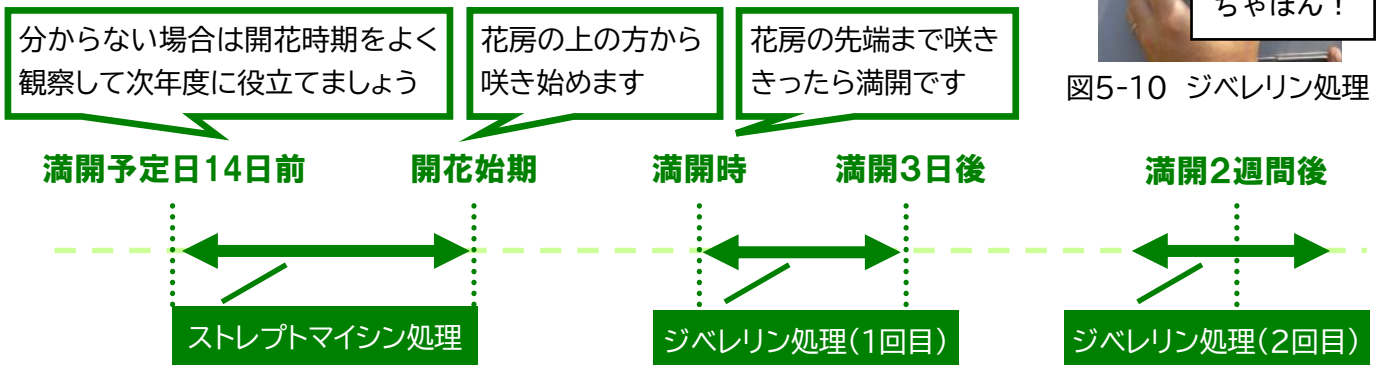 ちゃぽん！
図5-10 ジベレリン処理
分からない場合は開花時期をよく
観察して次年度に役立てましょう
花房の上の方から
咲き始めます
花房の先端まで咲き
きったら満開です
満開予定日14日前
開花始期
満開時
満開3日後
満開2週間後
ストレプトマイシン処理
ジベレリン処理(1回目)
ジベレリン処理(2回目)